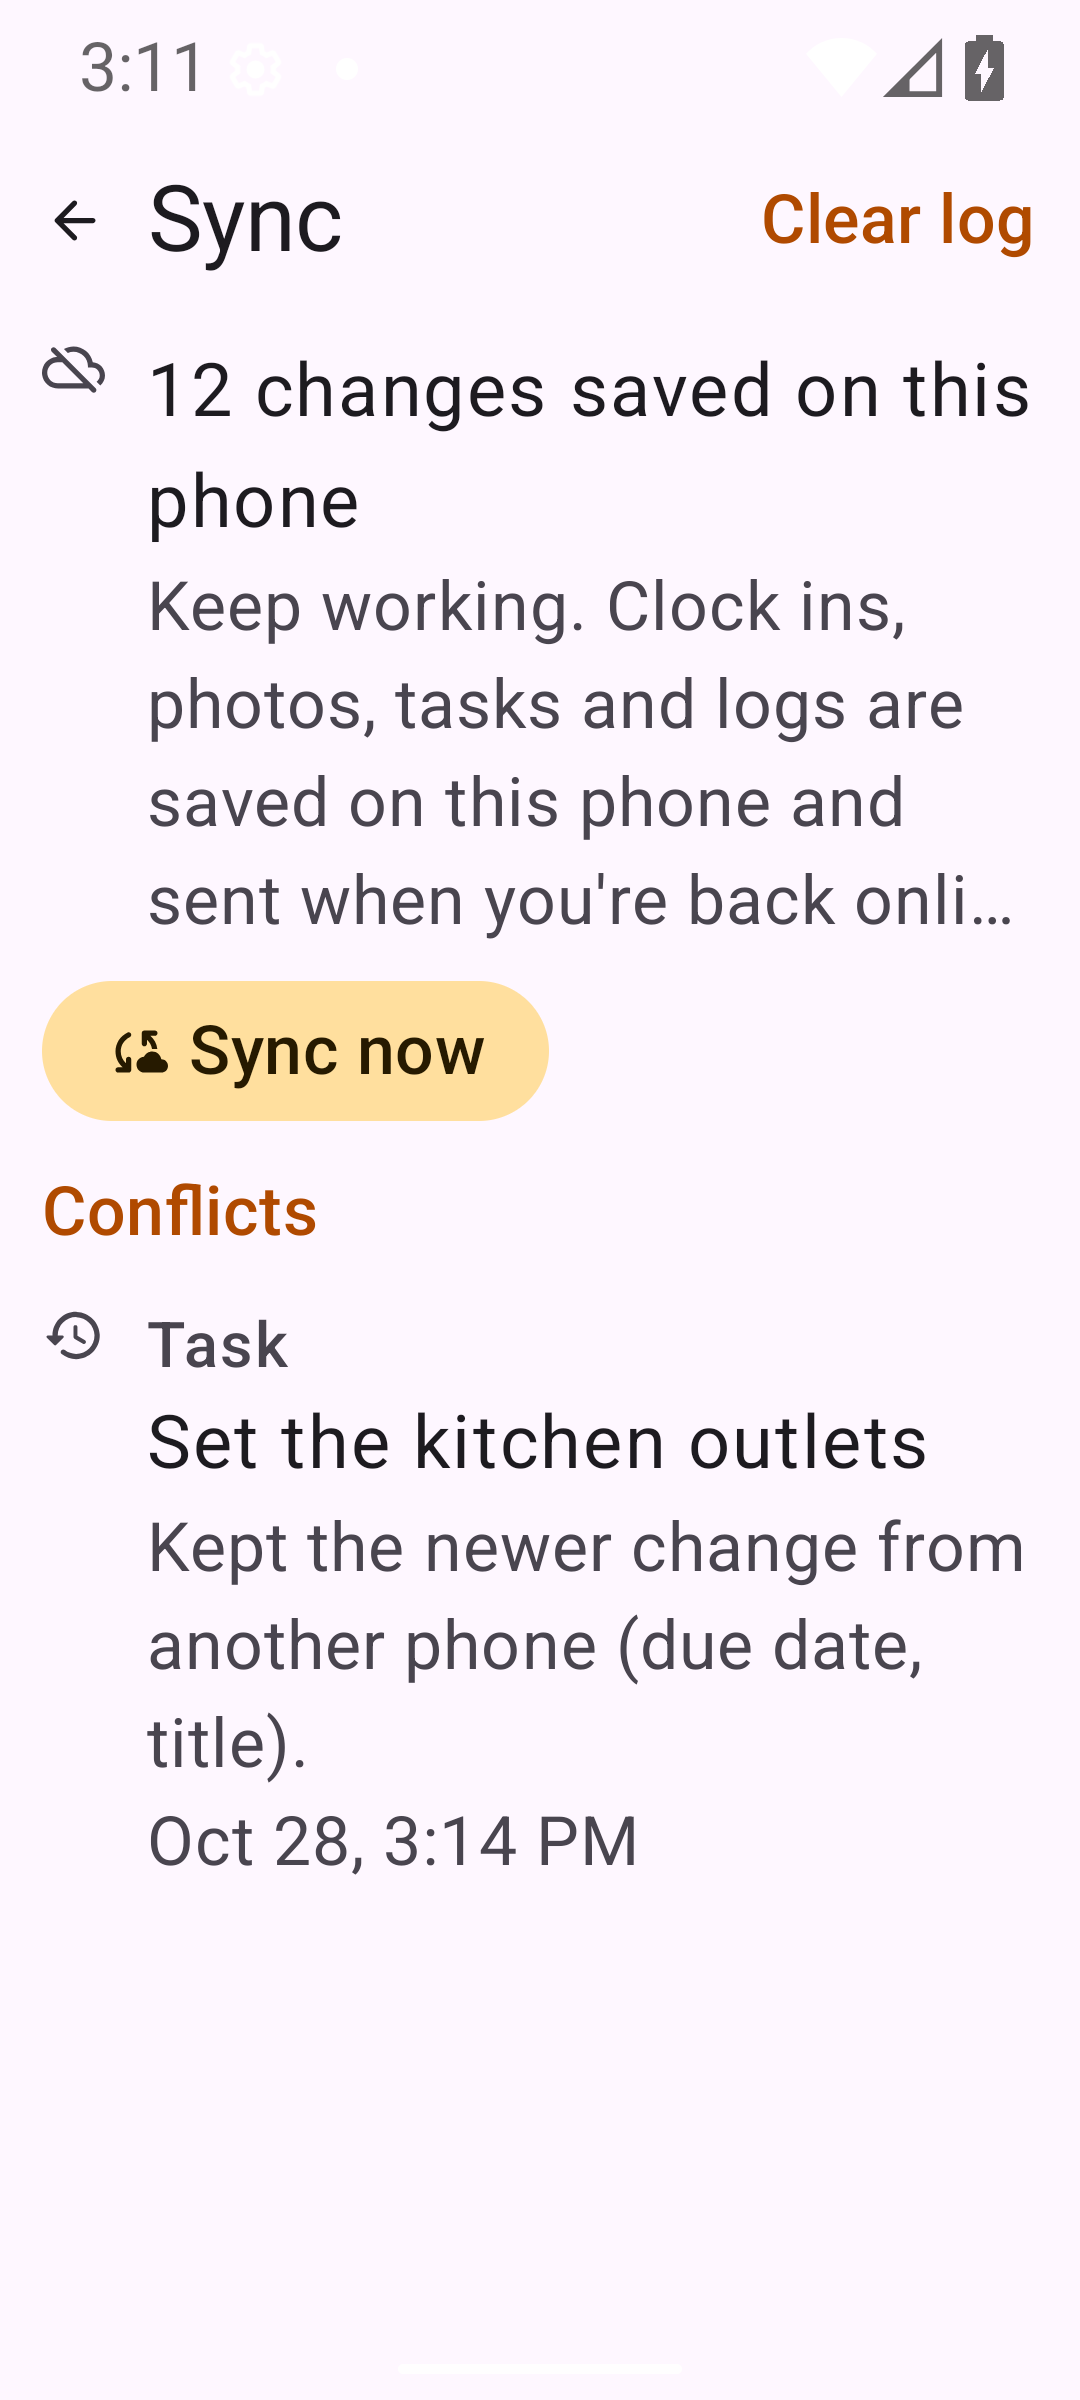 3:11
Sync
Clear log
12 changes saved on this
phone
Keep working. Clock ins,
photos, tasks and logs are
saved on this phone and
sent when you're back onli…
Sync now
Conflicts
Task
Set the kitchen outlets
Kept the newer change from
another phone (due date,
title).
Oct 28, 3:14 PM